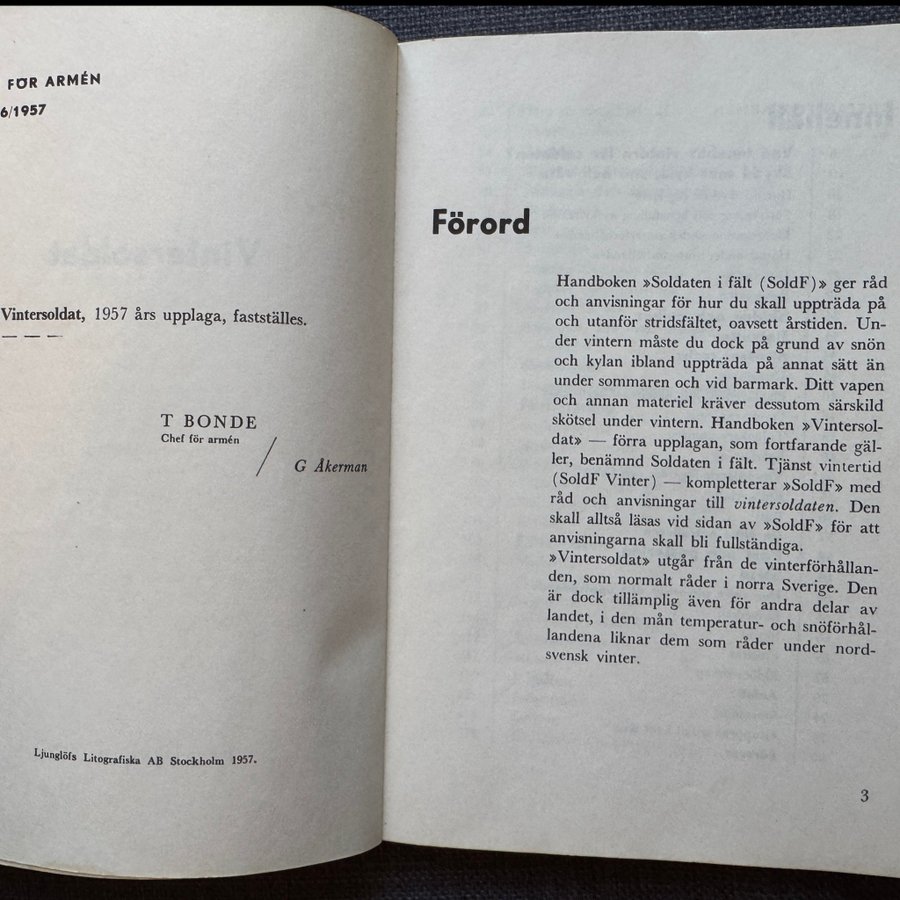 FÖR ARMÉN
6/1957
Vintersoldat, 1957 års upplaga, fastställes.
T BONDE
Chef för armén
/
G Åkerman
Ljunglöfs Litografiska AB Stockholm 1957.
Förord
Handboken »Soldaten i fält (SoldF)» ger råd
och anvisningar för hur du skall uppträda på
och utanför stridsfältet, oavsett årstiden. Un-
der vintern måste du dock på grund av snön
och kylan ibland uppträda på annat sätt än
under sommaren och vid barmark. Ditt vapen
och annan materiel kräver dessutom särskild
skötsel under vintern. Handboken »Vintersol-
dat» — förra upplagan, som fortfarande gäl-
ler, benämnd Soldaten i fält. Tjänst vintertid
(SoldF Vinter) — kompletterar »SoldF» med
råd och anvisningar till vintersoldaten. Den
skall alltså läsas vid sidan av »SoldF» för att
anvisningarna skall bli fullständiga.
»Vintersoldat» utgår från de vinterförhållan-
den, som normalt råder i norra Sverige. Den
är dock tillämplig även för andra delar av
landet, i den mån temperatur- och snöförhål-
landena liknar dem som råder under nord-
svensk vinter.
3